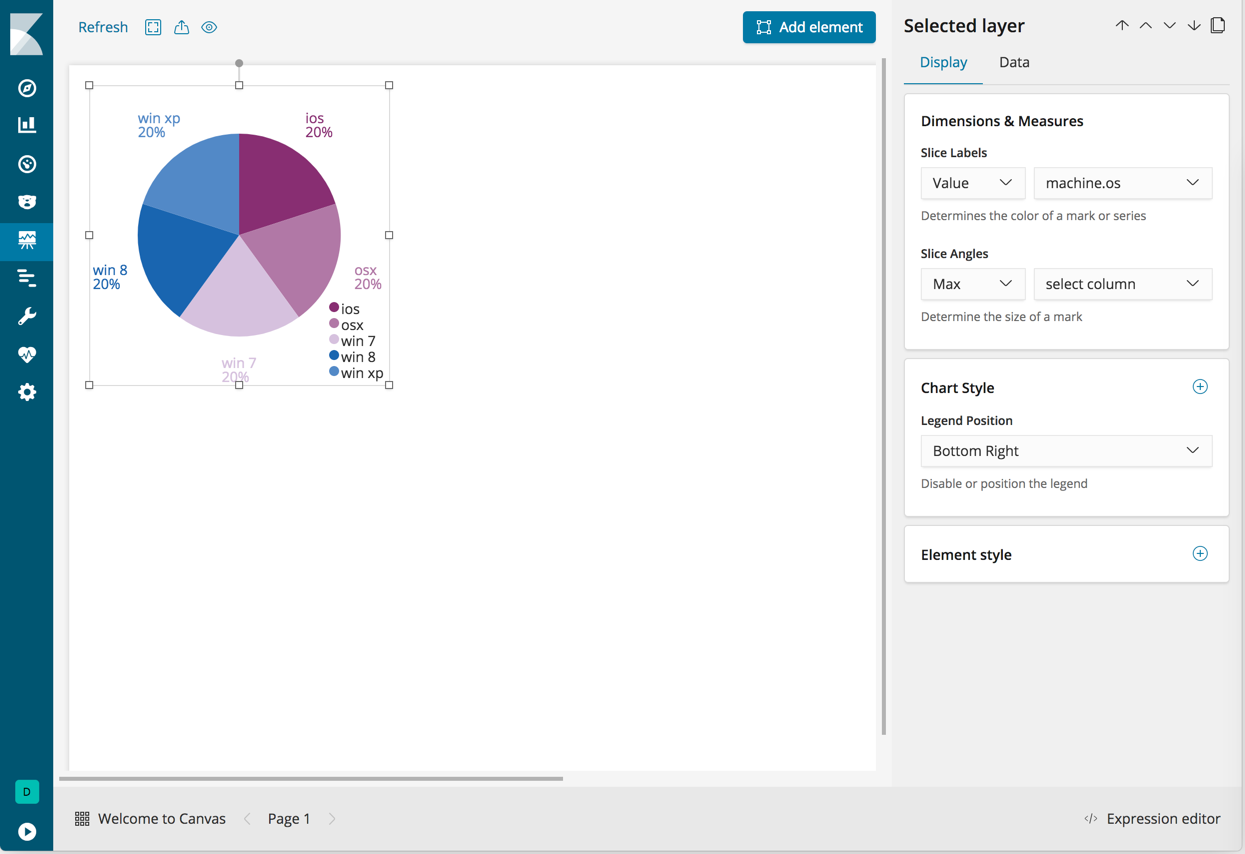 Refresh
Add element
Selected layer
Display Data
win xp
20%
ios
20%
win 8
20%
osx
20%
win 7
20%
ios
osx
win 7
win 8
win xp
Dimensions & Measures
Slice Labels
Value machine.os
Determines the color of a mark or series
Slice Angles
Max select column
Determine the size of a mark
Chart Style
Legend Position
Bottom Right
Disable or position the legend
Element style
D
Welcome to Canvas Page 1
</> Expression editor